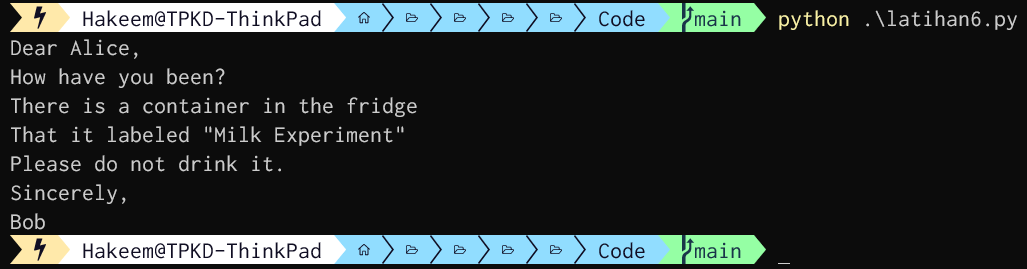 Hakeem@TPKD-ThinkPad Code main python .\latihan6.py
Dear Alice,
How have you been?
There is a container in the fridge
That it labeled "Milk Experiment"
Please do not drink it.
Sincerely,
Bob
Hakeem@TPKD-ThinkPad Code main _